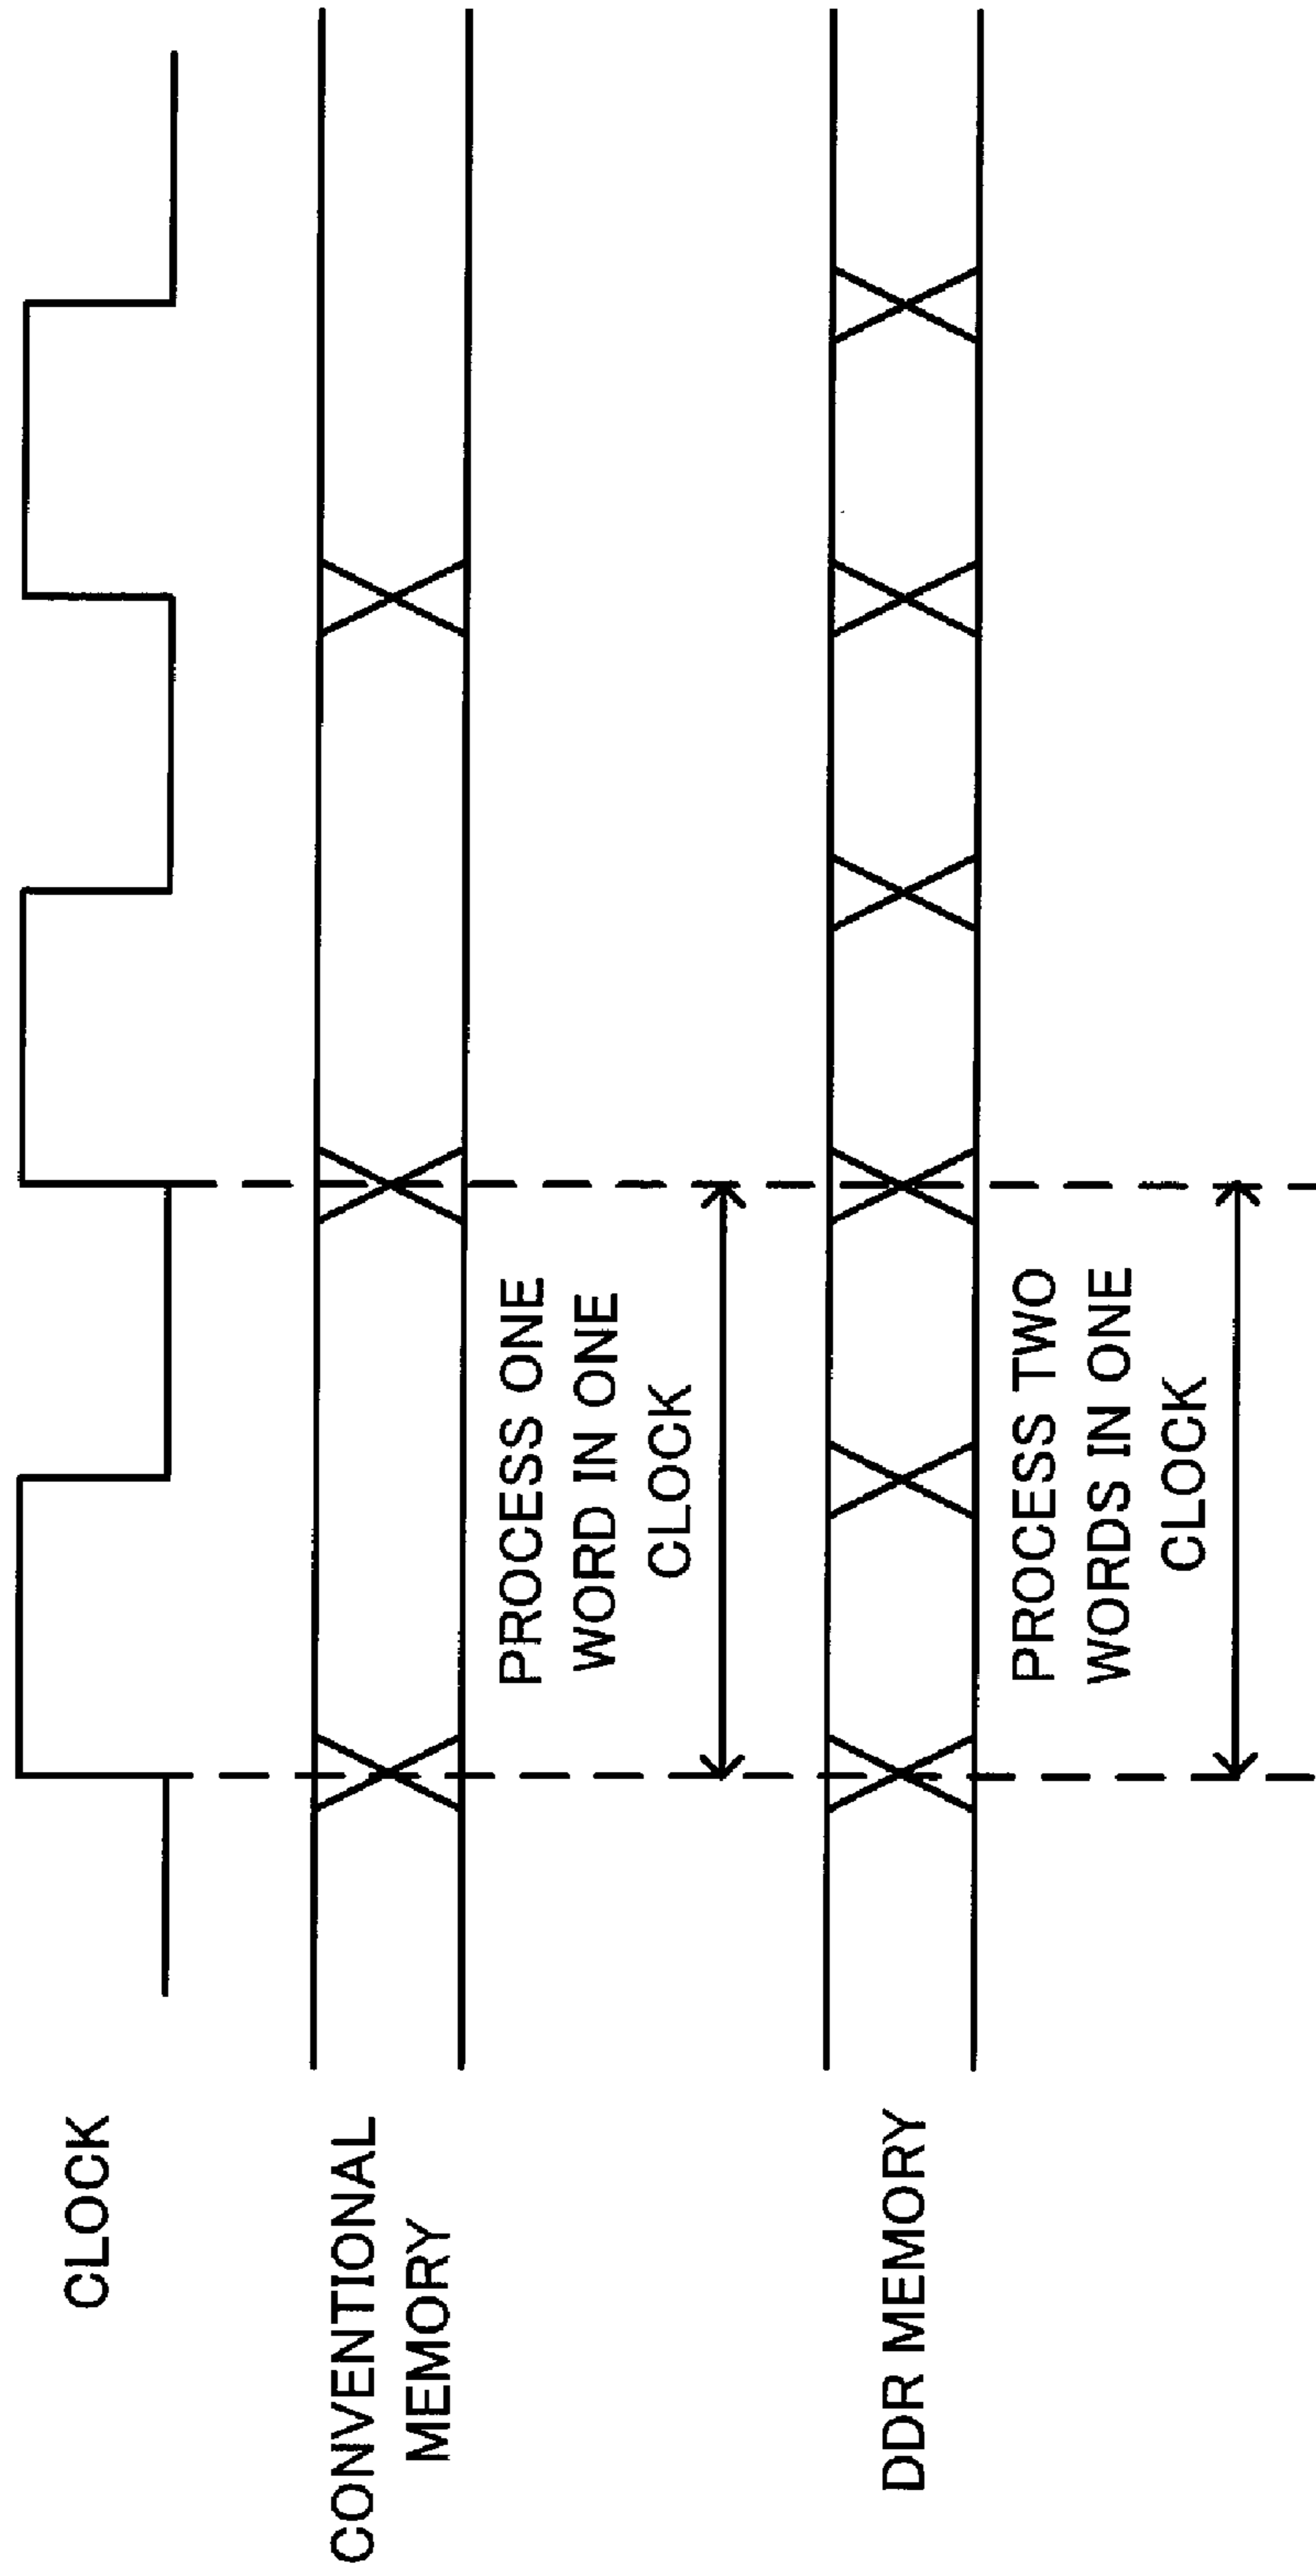 CLOCK
CONVENTIONAL
MEMORY
PROCESS ONE
WORD IN ONE
CLOCK
DDR MEMORY
PROCESS TWO
WORDS IN ONE
CLOCK